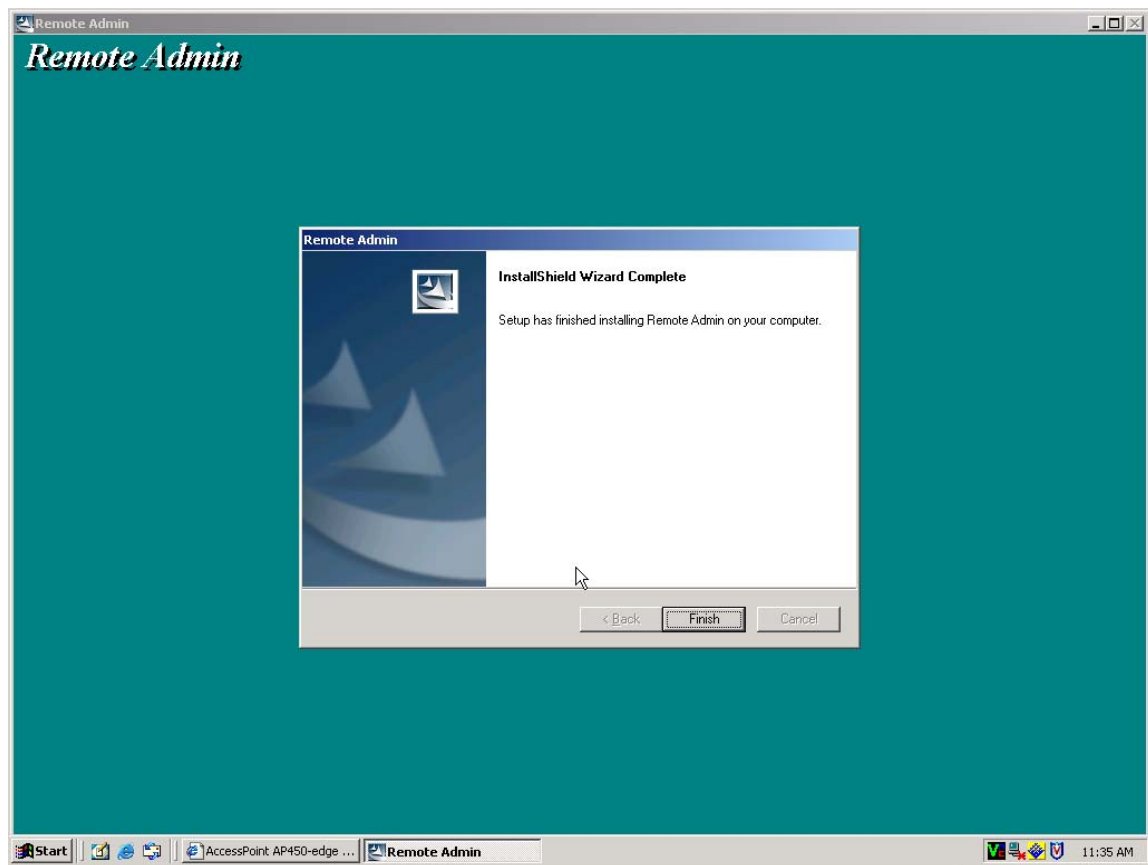 Remote Admin
Remote Admin
Remote Admin
InstallShield Wizard Complete
Setup has finished installing Remote Admin on your computer.
< Back
Finish
Cancel
Start
AccessPoint AP450-edge ...
Remote Admin
11:35 AM